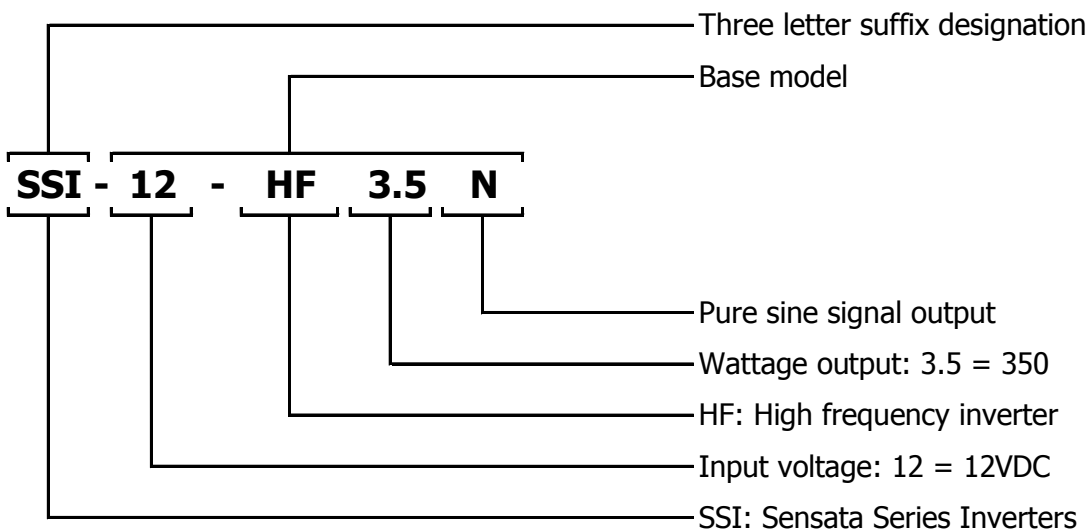 Three letter suffix designation
Base model
SSI - 12 - HF 3.5 N
Pure sine signal output
Wattage output: 3.5 = 350
HF: High frequency inverter
Input voltage: 12 = 12VDC
SSI: Sensata Series Inverters